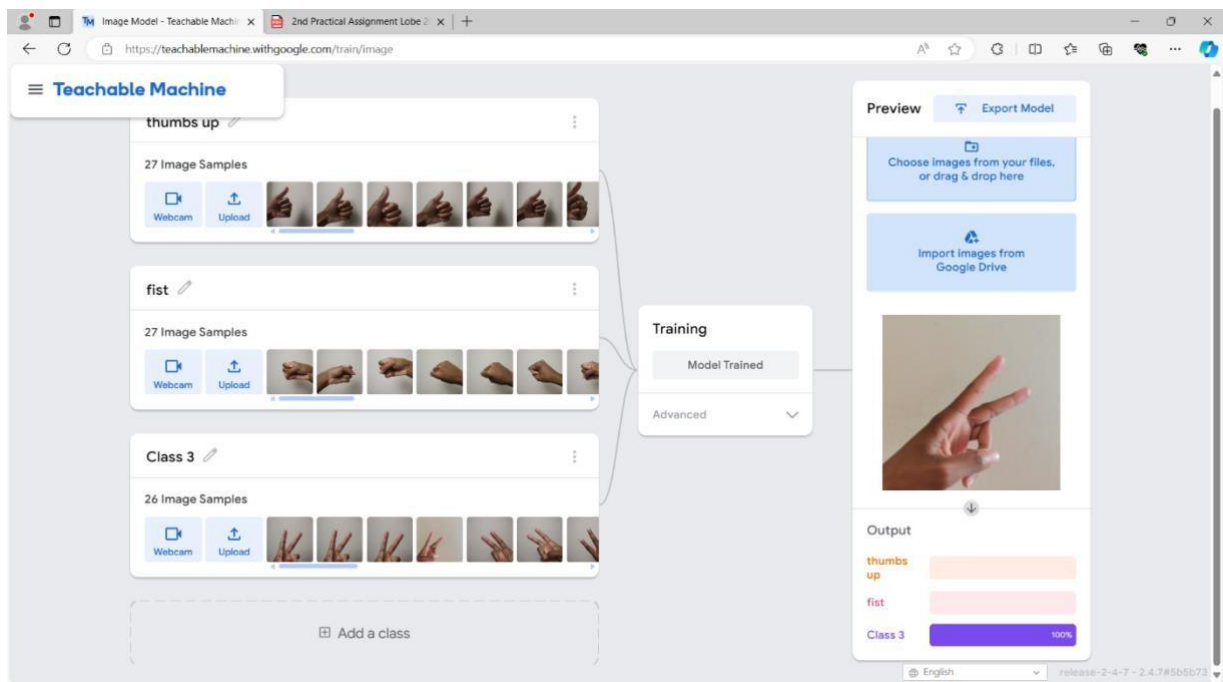 Image Model - Teachable Machi
2nd Practical Assignment Lobe 2
https://teachablemachine.withgoogle.com/train/image
Teachable Machine
thumbs up
27 Image Samples
Webcam
Upload
fist
27 Image Samples
Webcam
Upload
Class 3
26 Image Samples
Webcam
Upload
Add a class
Training
Model Trained
Advanced
Preview
Export Model
Choose images from your files,
or drag & drop here
Import images from
Google Drive
Output
thumbs
up
fist
Class 3
100%
English
release-2-4-7 - 2.4.7#5b5b73